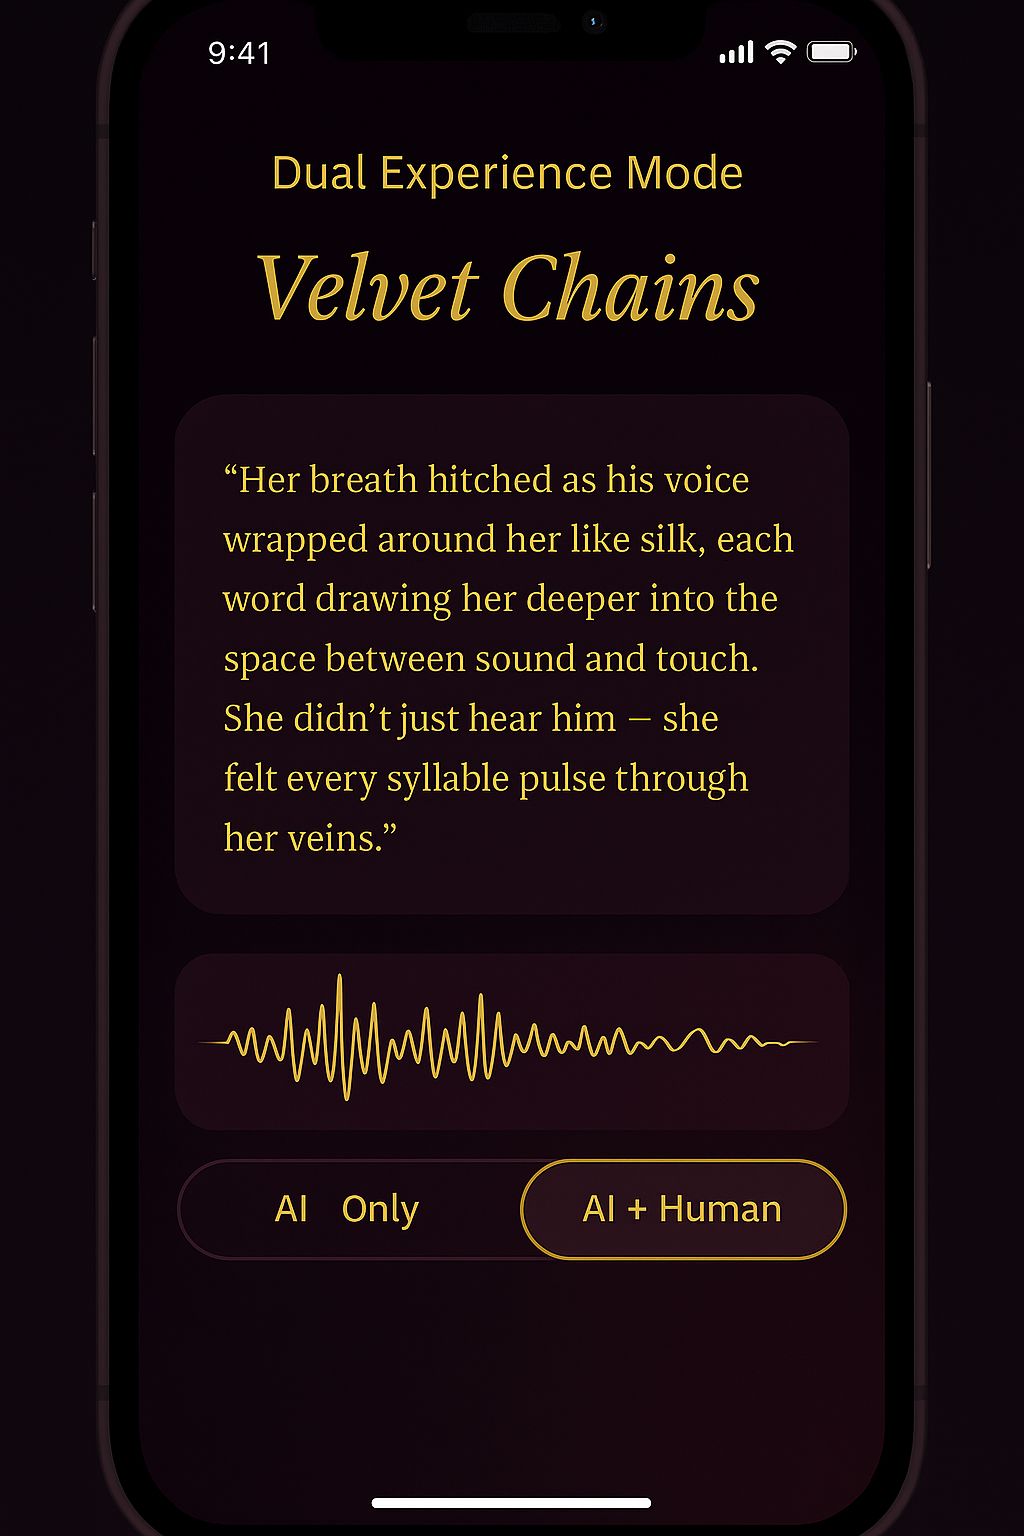 9:41
Dual Experience Mode
Velvet Chains
“Her breath hitched as his voice
wrapped around her like silk, each
word drawing her deeper into the
space between sound and touch.
She didn’t just hear him – she
felt every syllable pulse through
her veins.”
AI Only
AI + Human